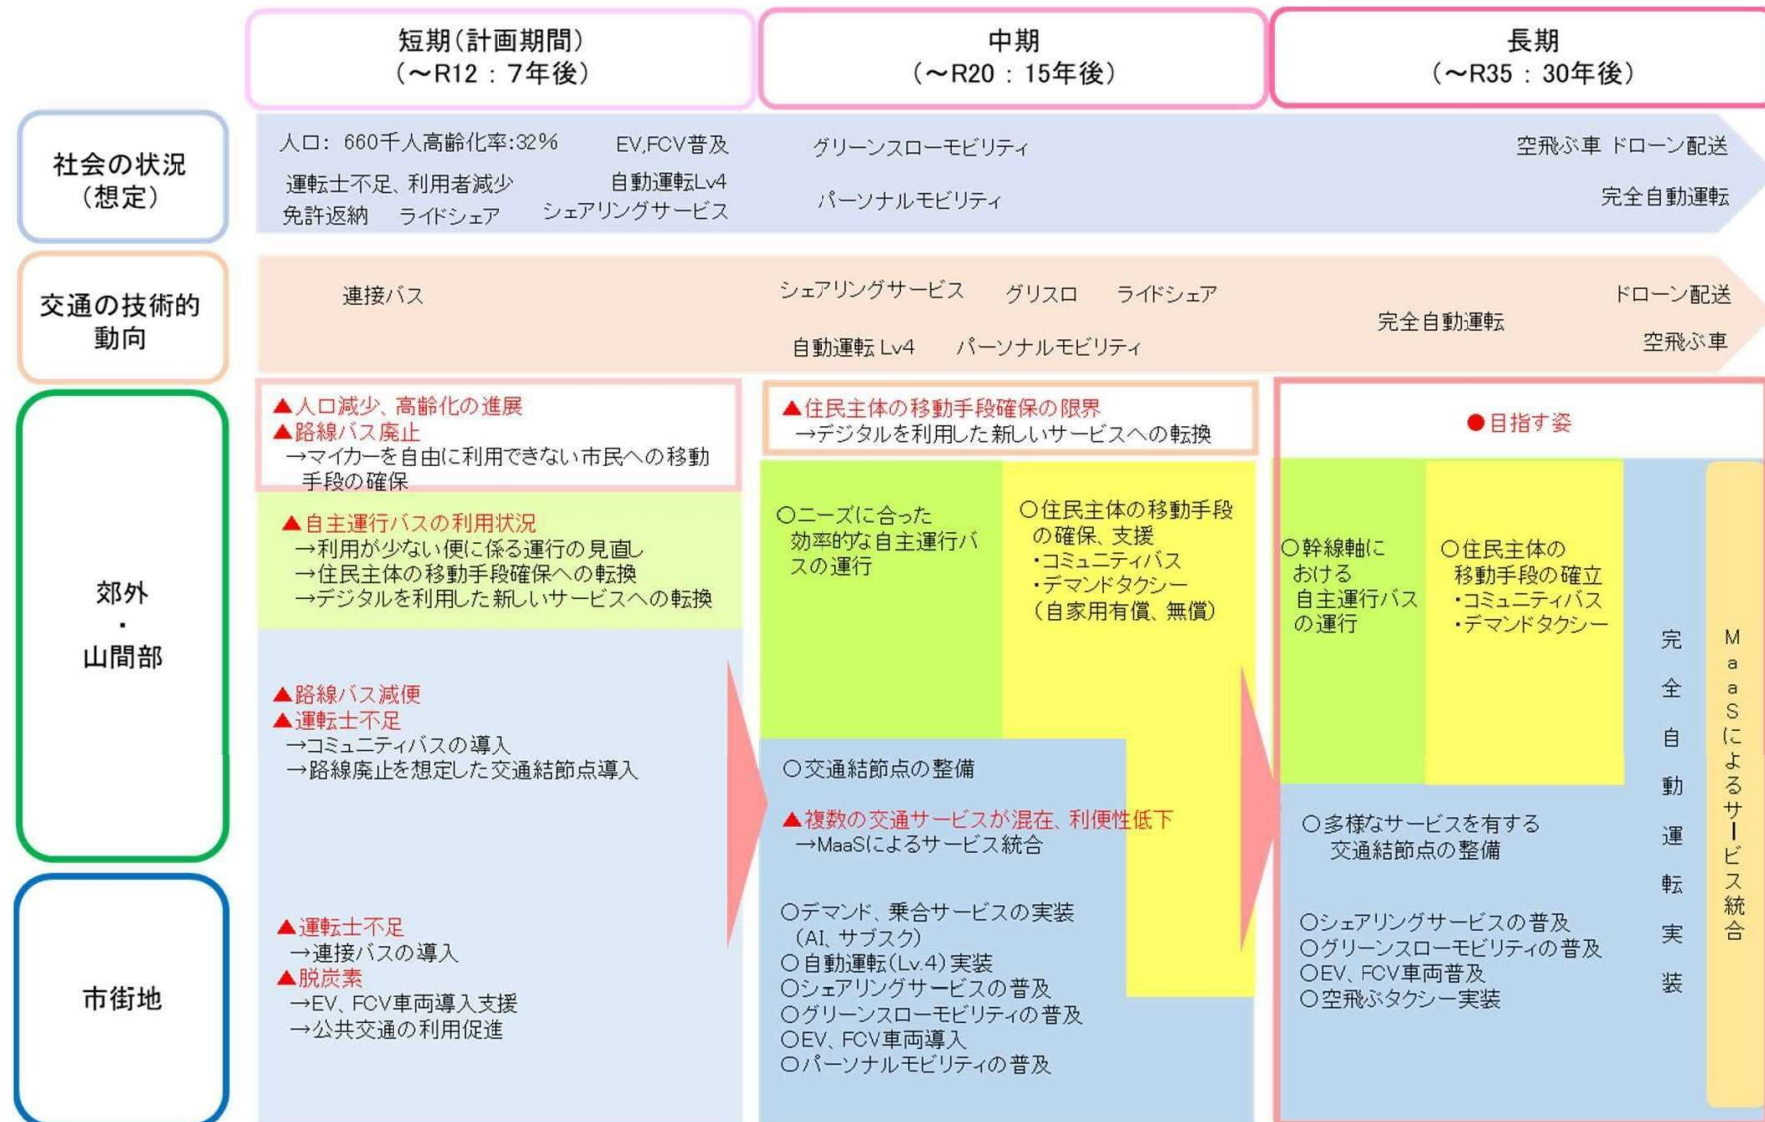 短期(計画期間)
(～R12：7年後)
中期
(～R20：15年後)
長期
(～R35：30年後)
社会の状況
(想定)
人口： 660千人高齢化率:32%
EV,FCV普及
運転士不足、利用者減少
自動運転Lv4
免許返納
ライドシェア
シェアリングサービス
グリーンスローモビリティ
パーソナルモビリティ
空飛ぶ車 ドローン配送
完全自動運転
交通の技術的
動向
連接バス
シェアリングサービス
グリスロ
ライドシェア
自動運転 Lv4
パーソナルモビリティ
完全自動運転
ドローン配送
空飛ぶ車
郊外
・
山間部
市街地
▲人口減少、高齢化の進展
▲路線バス廃止
→マイカーを自由に利用できない市民への移動
手段の確保
▲自主運行バスの利用状況
→利用が少ない便に係る運行の見直し
→住民主体の移動手段確保への転換
→デジタルを利用した新しいサービスへの転換
▲路線バス減便
▲運転士不足
→コミュニティバスの導入
→路線廃止を想定した交通結節点導入
▲運転士不足
→連接バスの導入
▲脱炭素
→EV、FCV車両導入支援
→公共交通の利用促進
▲住民主体の移動手段確保の限界
→デジタルを利用した新しいサービスへの転換
○ニーズに合った
効率的な自主運行バ
スの運行
○住民主体の移動手段
の確保、支援
・コミュニティバス
・デマンドタクシー
(自家用有償、無償)
○交通結節点の整備
▲複数の交通サービスが混在、利便性低下
→MaaSによるサービス統合
○デマンド、乗合サービスの実装
(AI、サブスク)
○自動運転(Lv.4)実装
○シェアリングサービスの普及
○グリーンスローモビリティの普及
○EV、FCV車両導入
○パーソナルモビリティの普及
●目指す姿
○幹線軸に
おける
自主運行バス
の運行
○住民主体の
移動手段の確立
・コミュニティバス
・デマンドタクシー
○多様なサービスを有する
交通結節点の整備
○シェアリングサービスの普及
○グリーンスローモビリティの普及
○EV、FCV車両普及
○空飛ぶタクシー実装
完全自動運転実装
MaaSによるサービス統合